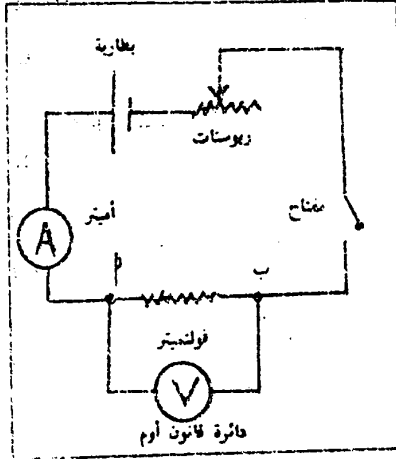 بطارية
ريوستات
أميتر
A
مفتاح
أ
ب
فولتميتر
V
دائرة قانون أوم